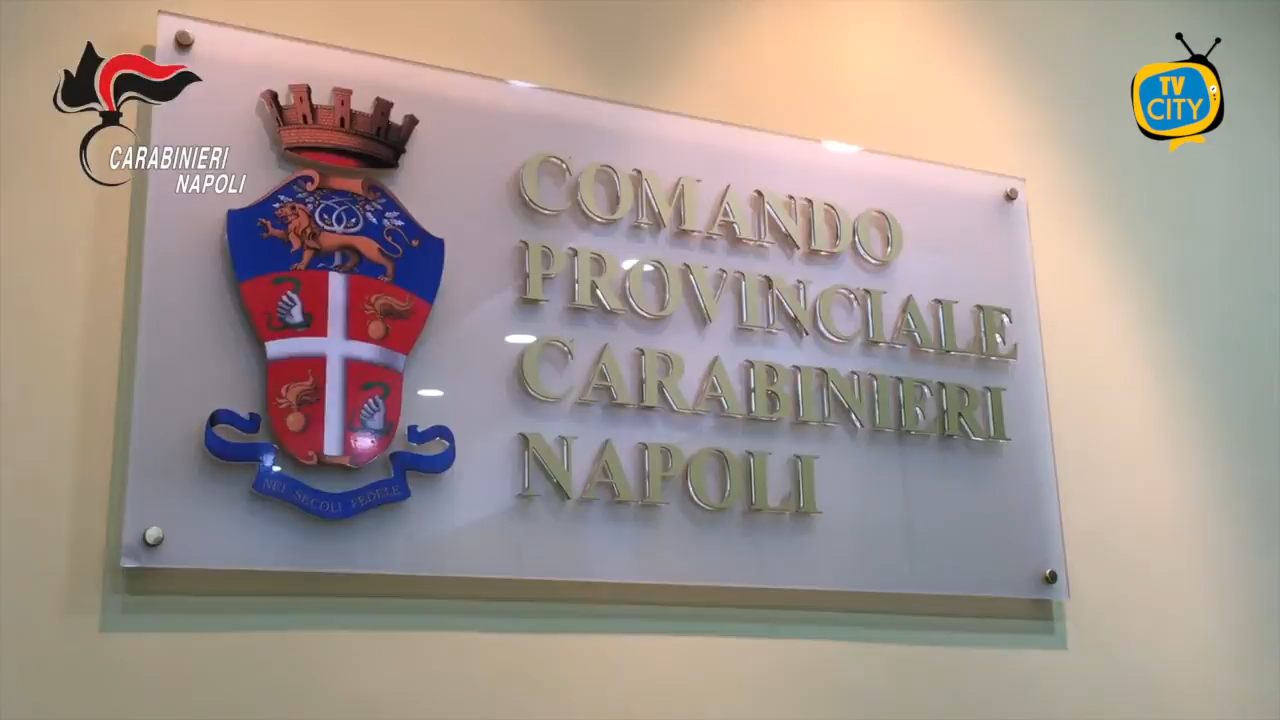 CARABINIERI
NAPOLI
TV
CITY
COMANDO
PROVINCIALE
CARABINIERI
NAPOLI
NEI SECOLI FEDELE